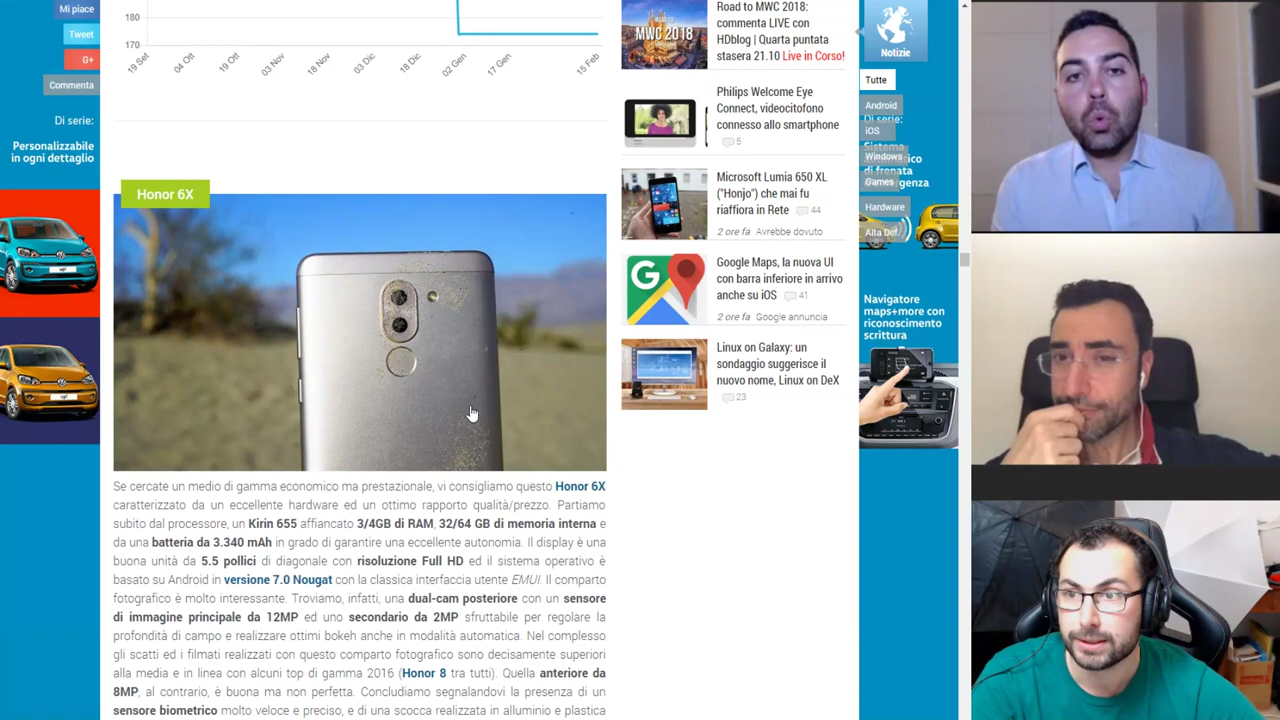 Mi piace
Tweet
G+
Commenta
Di serie:
Personalizzabile
in ogni dettaglio
180
170
19 Set
04 Ott
19 Ott
03 Nov
18 Nov
03 Dic
18 Dic
02 Gen
17 Gen
15 Feb
Honor 6X
Se cercate un medio di gamma economico ma prestazionale, vi consigliamo questo Honor 6X
caratterizzato da un eccellente hardware ed un ottimo rapporto qualità/prezzo. Partiamo
subito dal processore, un Kirin 655 affiancato 3/4GB di RAM, 32/64 GB di memoria interna e
da una batteria da 3.340 mAh in grado di garantire una eccellente autonomia. Il display è una
buona unità da 5.5 pollici di diagonale con risoluzione Full HD ed il sistema operativo è
basato su Android in versione 7.0 Nougat con la classica interfaccia utente EMUI. Il comparto
fotografico è molto interessante. Troviamo, infatti, una dual-cam posteriore con un sensore
di immagine principale da 12MP ed uno secondario da 2MP sfruttabile per regolare la
profondità di campo e realizzare ottimi bokeh anche in modalità automatica. Nel complesso
gli scatti ed i filmati realizzati con questo comparto fotografico sono decisamente superiori
alla media e in linea con alcuni top di gamma 2016 (Honor 8 tra tutti). Quella anteriore da
8MP, al contrario, è buona ma non perfetta. Concludiamo segnalandovi la presenza di un
sensore biometrico molto veloce e preciso, e di una scocca realizzata in alluminio e plastica
ROAD TO
MWC 2018
Road to MWC 2018:
commenta LIVE con
HDblog | Quarta puntata
stasera 21.10 Live in Corso!
Philips Welcome Eye
Connect, videocitofono
connesso allo smartphone
5
Microsoft Lumia 650 XL
("Honjo") che mai fu
riaffiora in Rete 44
2 ore fa Avrebbe dovuto
G
Google Maps, la nuova UI
con barra inferiore in arrivo
anche su iOS 41
2 ore fa Google annuncia
Linux on Galaxy: un
sondaggio suggerisce il
nuovo nome, Linux on DeX
23
Notizie
Tutte
Android
Di serie:
iOS
Windows
Games
Hardware
Alta Def.
Navigatore
maps+more con
riconoscimento
scrittura